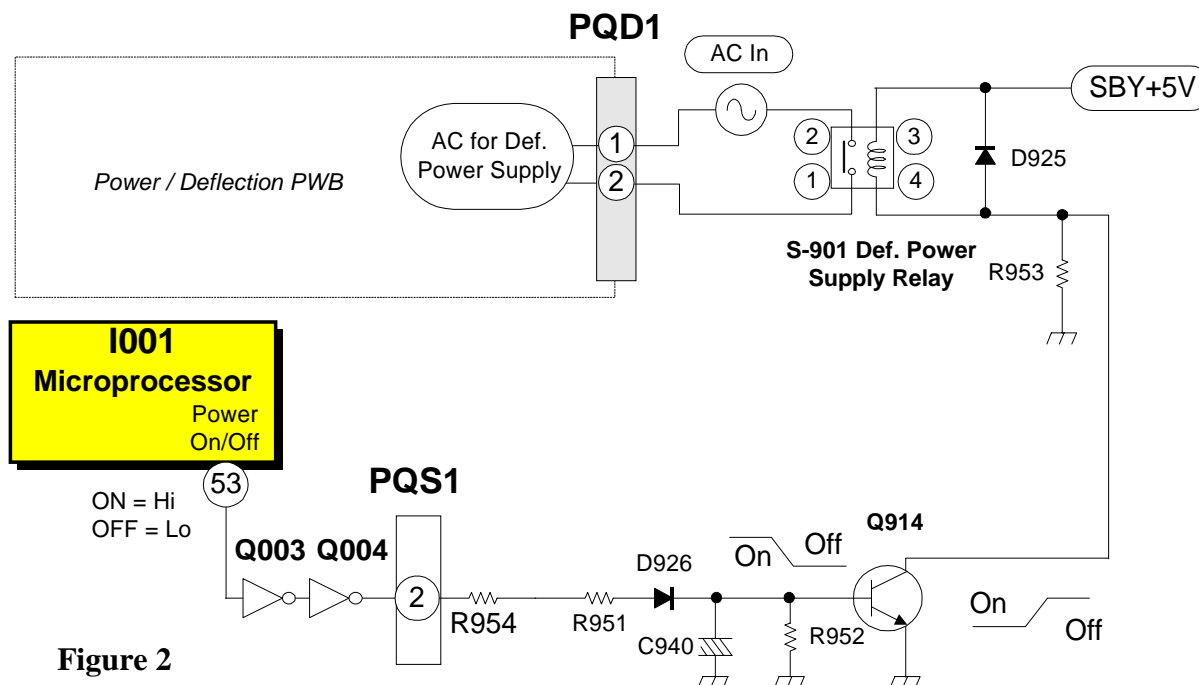 PQD1
AC In
SBY+5V
AC for Def.
Power Supply
1
2
2
3
1
4
D925
Power / Deflection PWB
S-901 Def. Power
Supply Relay
R953
I001
Microprocessor
Power
On/Off
53
ON = Hi
OFF = Lo
PQS1
Q003
Q004
2
R954
R951
D926
C940
R952
On
Off
Q914
On
Off
Figure 2